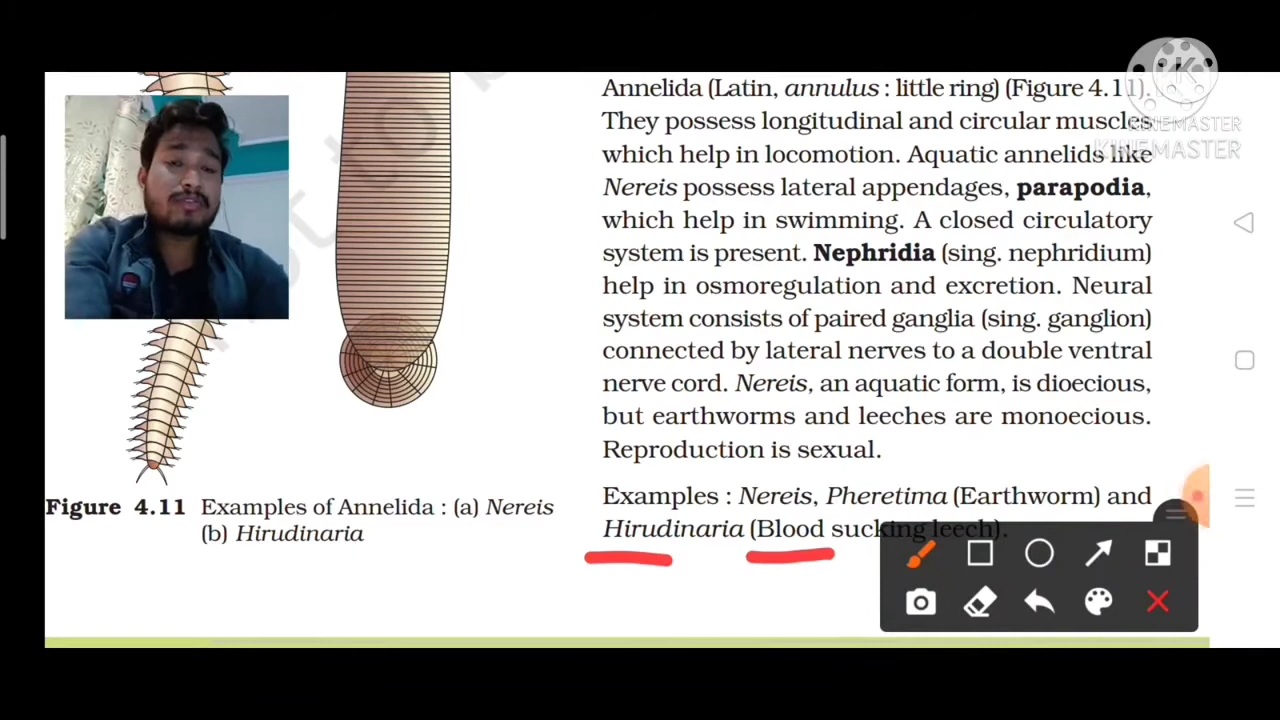 Annelida (Latin, annulus : little ring) (Figure 4.11).
They possess longitudinal and circular muscles
which help in locomotion. Aquatic annelids like
Nereis possess lateral appendages, parapodia,
which help in swimming. A closed circulatory
system is present. Nephridia (sing. nephridium)
help in osmoregulation and excretion. Neural
system consists of paired ganglia (sing. ganglion)
connected by lateral nerves to a double ventral
nerve cord. Nereis, an aquatic form, is dioecious,
but earthworms and leeches are monoecious.
Reproduction is sexual.
Examples : Nereis, Pheretima (Earthworm) and
Hirudinaria (Blood sucking leech).
Figure 4.11 Examples of Annelida : (a) Nereis
(b) Hirudinaria
KINEMASTER
KINEMASTER